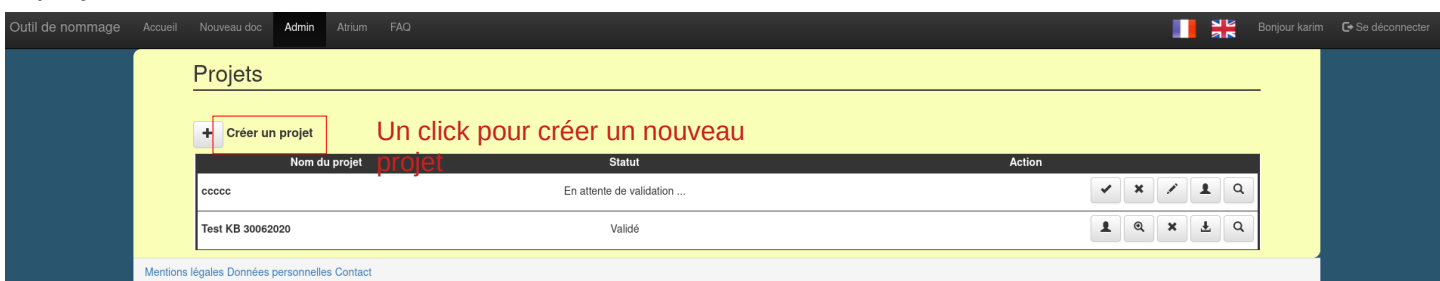 Outil de nommage Accueil Nouveau doc Admin Atrium FAQ Bonjour karim Se déconnecter
Projets
Créer un projet
Un click pour créer un nouveau
projet
Nom du projet Statut Action
ccccc En attente de validation ...
Test KB 30062020 Validé
Mentions légales Données personnelles Contact